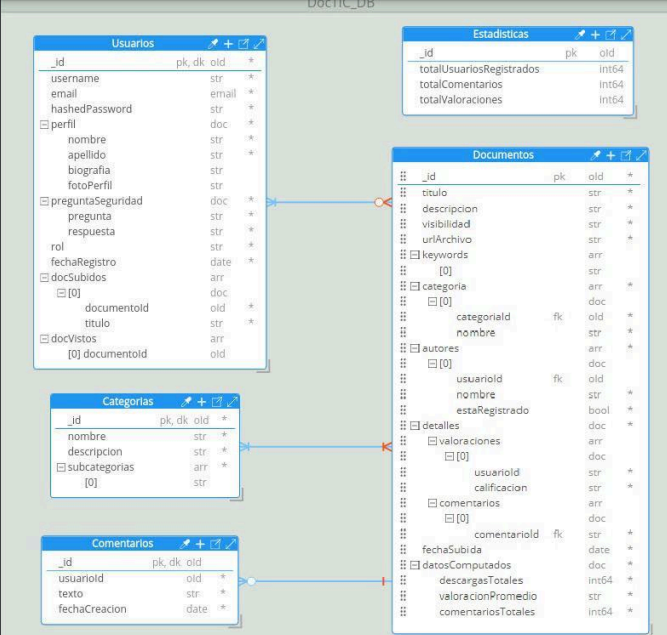 DocTIC_DB
Usuarios
_id pk, dk oId *
username str *
email email *
hashedPassword str *
perfil doc *
nombre str *
apellido str *
biografia str
fotoPerfil str
preguntaSeguridad doc *
pregunta str *
respuesta str *
rol str *
fechaRegistro date *
docSubidos arr
[0] doc
documentoId oId *
titulo str *
docVistos arr
[0] documentoId oId
Categorias
_id pk, dk oId *
nombre str *
descripcion str *
subcategorias arr *
[0] str
Comentarios
_id pk, dk oId
usuarioId oId *
texto str *
fechaCreacion date *
Estadisticas
_id pk oId
totalUsuariosRegistrados int64
totalComentarios int64
totalValoraciones int64
Documentos
_id pk oId *
titulo str *
descripcion str *
visibilidad str *
urlArchivo str *
keywords arr
[0] str
categoria arr *
[0] doc
categoriaId fk oId *
nombre str *
autores arr *
[0] doc
usuarioId fk oId
nombre str *
estaRegistrado bool *
detalles doc *
valoraciones arr
[0] doc
usuarioId str *
calificacion str *
comentarios arr
[0] doc
comentarioId fk str *
fechaSubida date *
datosComputados doc *
descargasTotales int64 *
valoracionPromedio str *
comentariosTotales int64 *